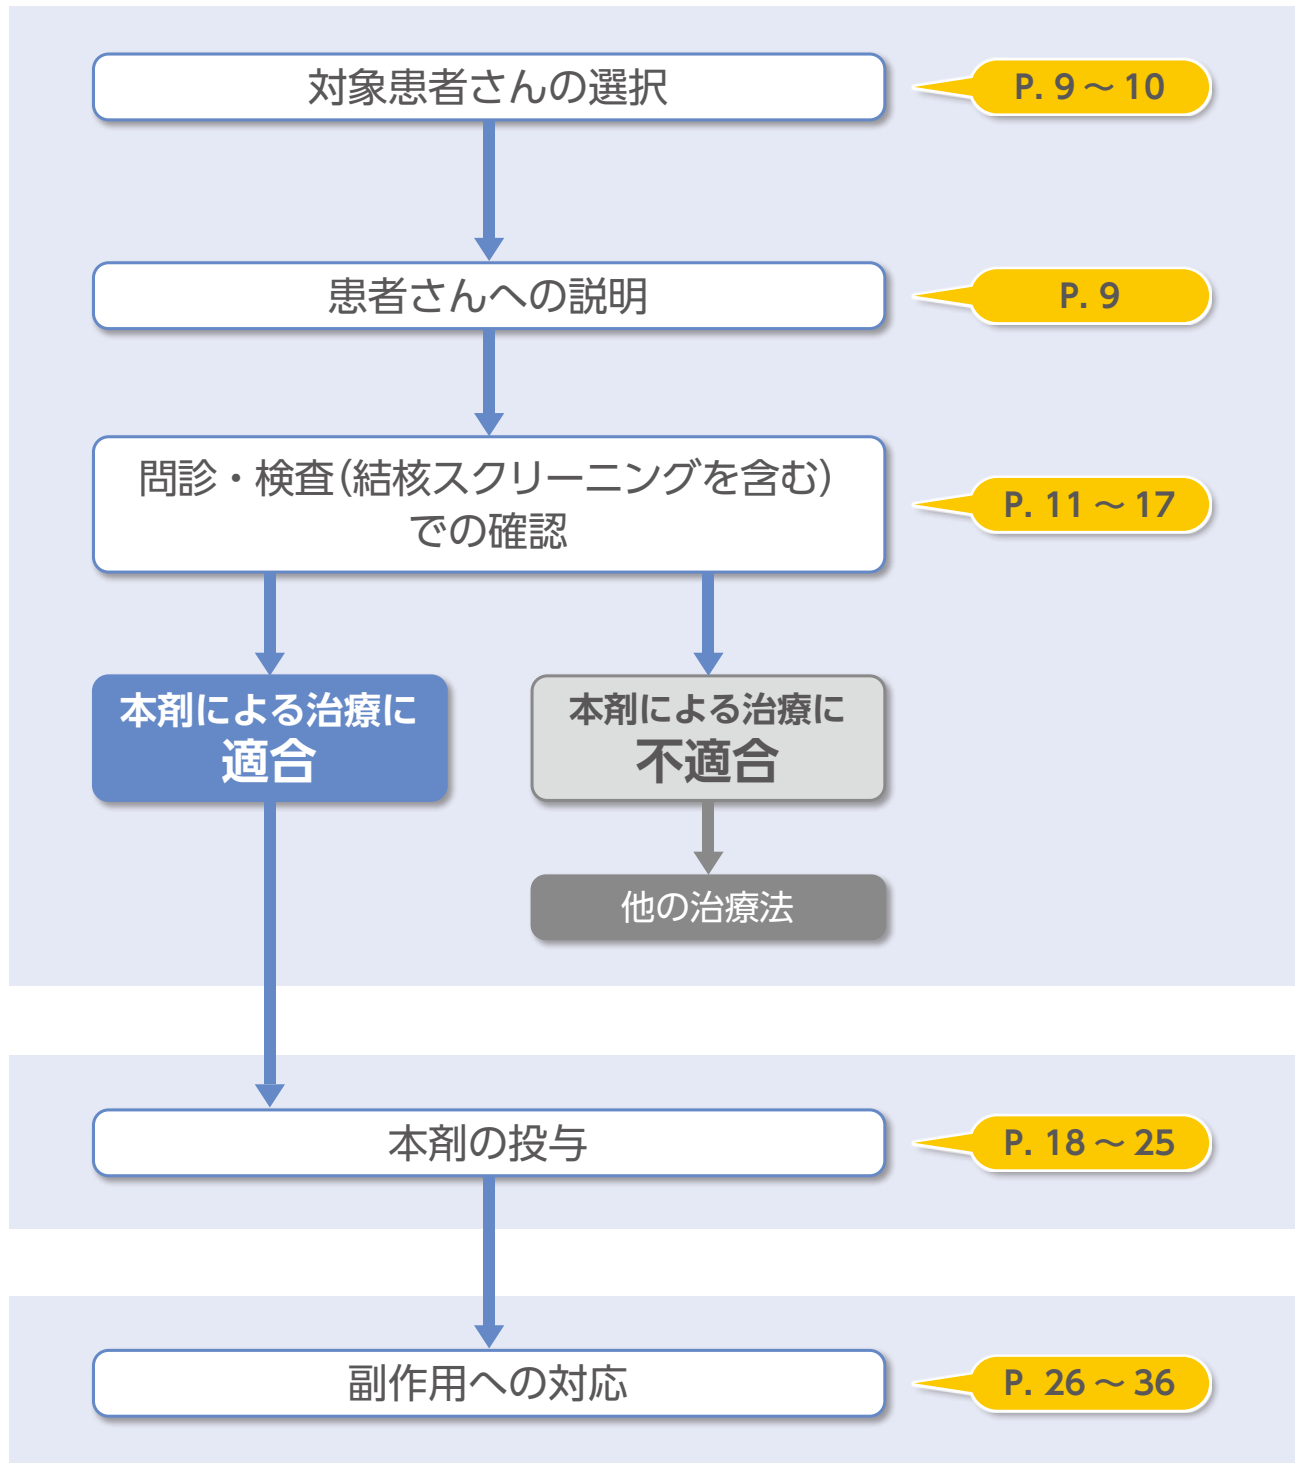 対象患者さんの選択
P. 9～10
患者さんへの説明
P. 9
問診・検査(結核スクリーニングを含む)
での確認
P. 11～17
本剤による治療に
適合
本剤による治療に
不適合
他の治療法
本剤の投与
P. 18～25
副作用への対応
P. 26～36